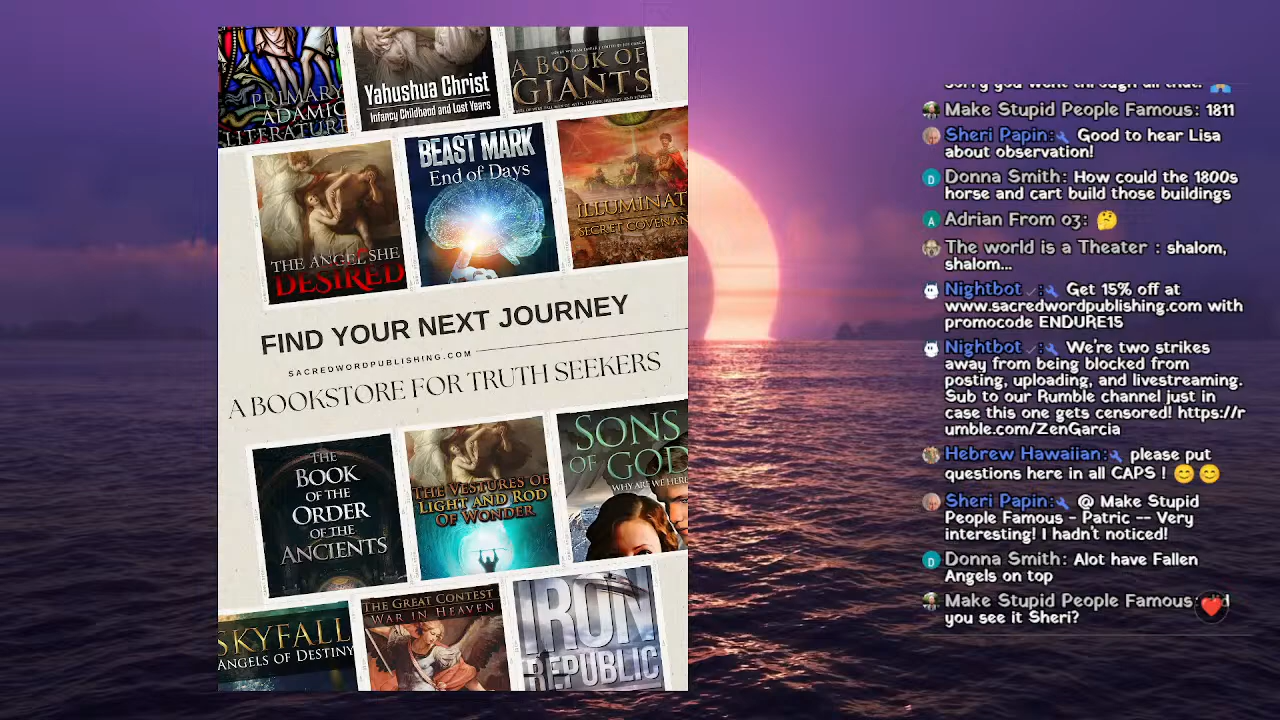 PRIMARY
ADAMIC
LITERATURE
Yahushua Christ
Infancy Childhood and Lost Years
A BOOK OF
GIANTS
THE ANGEL SHE
DESIRED
BEAST MARK
End of Days
ILLUMINAT
SECRET COVENAN
FIND YOUR NEXT JOURNEY
SACREDWORDPUBLISHING.COM
A BOOKSTORE FOR TRUTH SEEKERS
THE
BOOK
OF THE
ORDER
OF THE
ANCIENTS
THE VESTURES OF
LIGHT AND ROD
OF WONDER
SONS
OF GOD
WHY ARE WE HERE
SKYFALL
ANGELS OF DESTINY
THE GREAT CONTEST
WAR IN HEAVEN
IRON
REPUBLIC
Sorry you went through all that! 🙏
Make Stupid People Famous: 1811
Sheri Papin: Good to hear Lisa
about observation!
D Donna Smith: How could the 1800s
horse and cart build those buildings
A Adrian From 03: 🤔
The world is a Theater : shalom,
shalom...
Nightbot : Get 15% off at
www.sacredwordpublishing.com with
promocode ENDURE15
Nightbot : We're two strikes
away from being blocked from
posting, uploading, and livestreaming.
Sub to our Rumble channel just in
case this one gets censored! https://r
umble.com/ZenGarcia
Hebrew Hawaiian: please put
questions here in all CAPS ! 😊😊
Sheri Papin: @ Make Stupid
People Famous - Patric -- Very
interesting! I hadn't noticed!
D Donna Smith: Alot have Fallen
Angels on top
Make Stupid People Famous:
you see it Sheri?